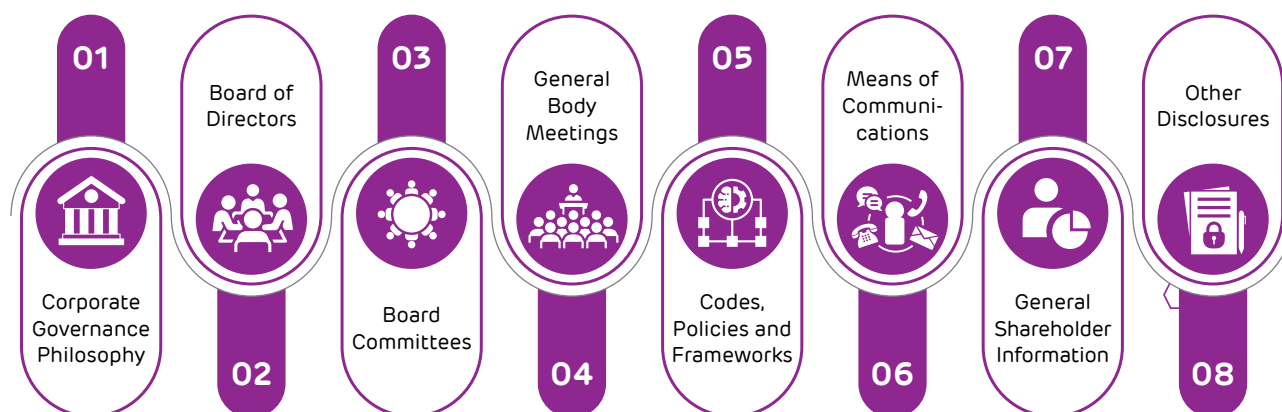 01
Corporate
Governance
Philosophy
Board of
Directors
02
03
Board
Committees
General
Body
Meetings
04
05
Codes,
Policies and
Frameworks
Means of
Communi-
cations
06
07
General
Shareholder
Information
Other
Disclosures
08